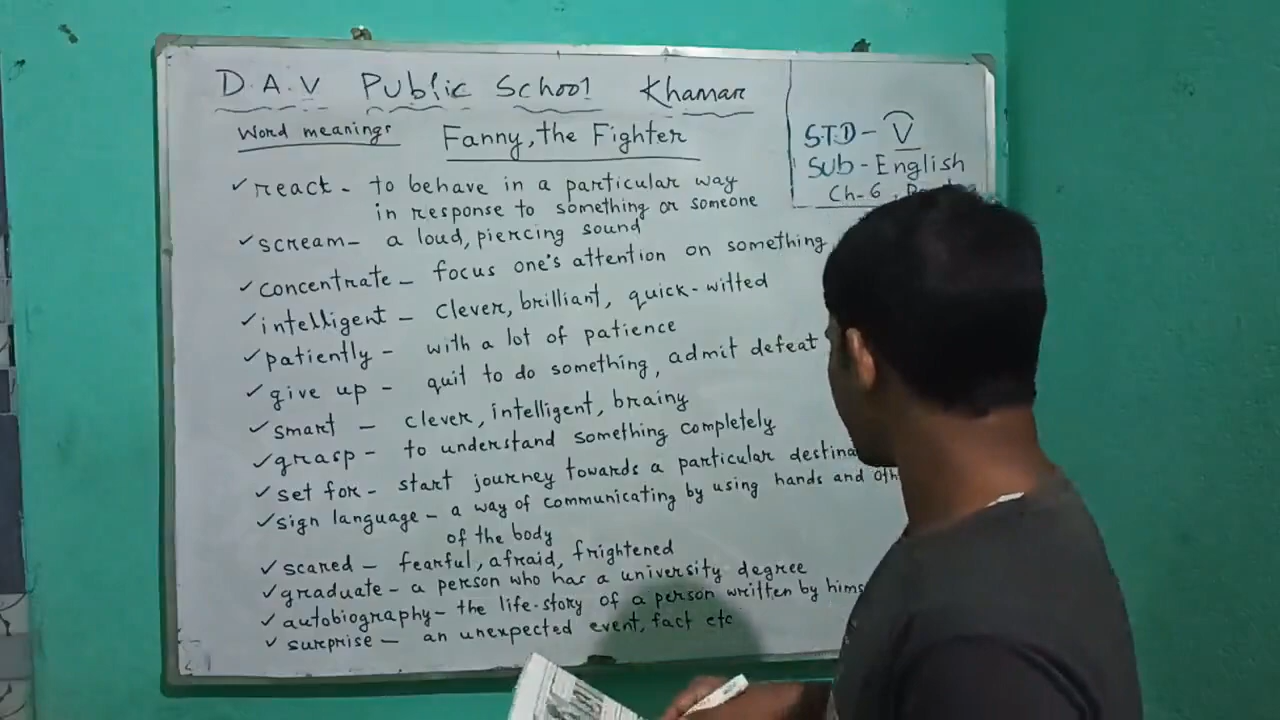 D.A.V Public School Khamar
Word meanings Fanny, the Fighter
STD - V
Sub - English
Ch-6
react - to behave in a particular way
in response to something or someone
scream - a loud, piercing sound
concentrate - focus one's attention on something
intelligent - clever, brilliant, quick-witted
patiently - with a lot of patience
give up - quit to do something, admit defeat
smart - clever, intelligent, brainy
grasp - to understand something completely
set for - start journey towards a particular
sign language - a way of communicating by using hands and
of the body
scared - fearful, afraid, frightened
graduate - a person who has a university degree
autobiography - the life-story of a person written by
surprise - an unexpected event, fact etc